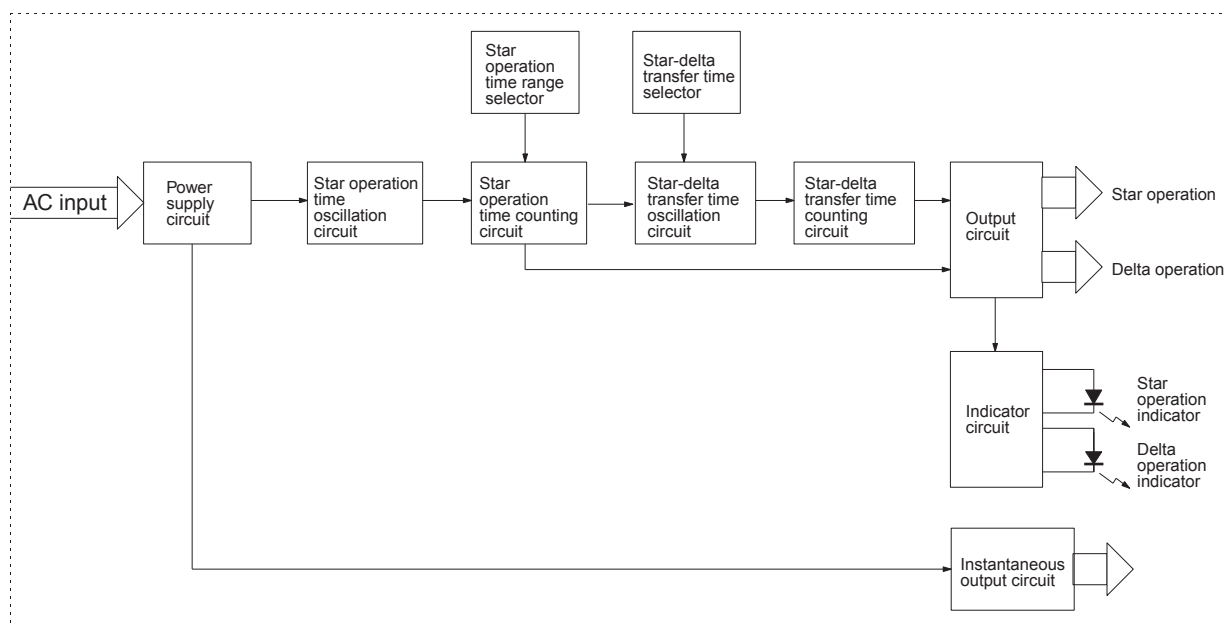 Star
operation
time range
selector
Star-delta
transfer time
selector
AC input
Power
supply
circuit
Star operation
time
oscillation
circuit
Star
operation
time counting
circuit
Star-delta
transfer time
oscillation circuit
Star-delta
transfer time
counting
circuit
Output
circuit
Star operation
Delta operation
Indicator
circuit
Star
operation
indicator
Delta
operation
indicator
Instantaneous
output circuit